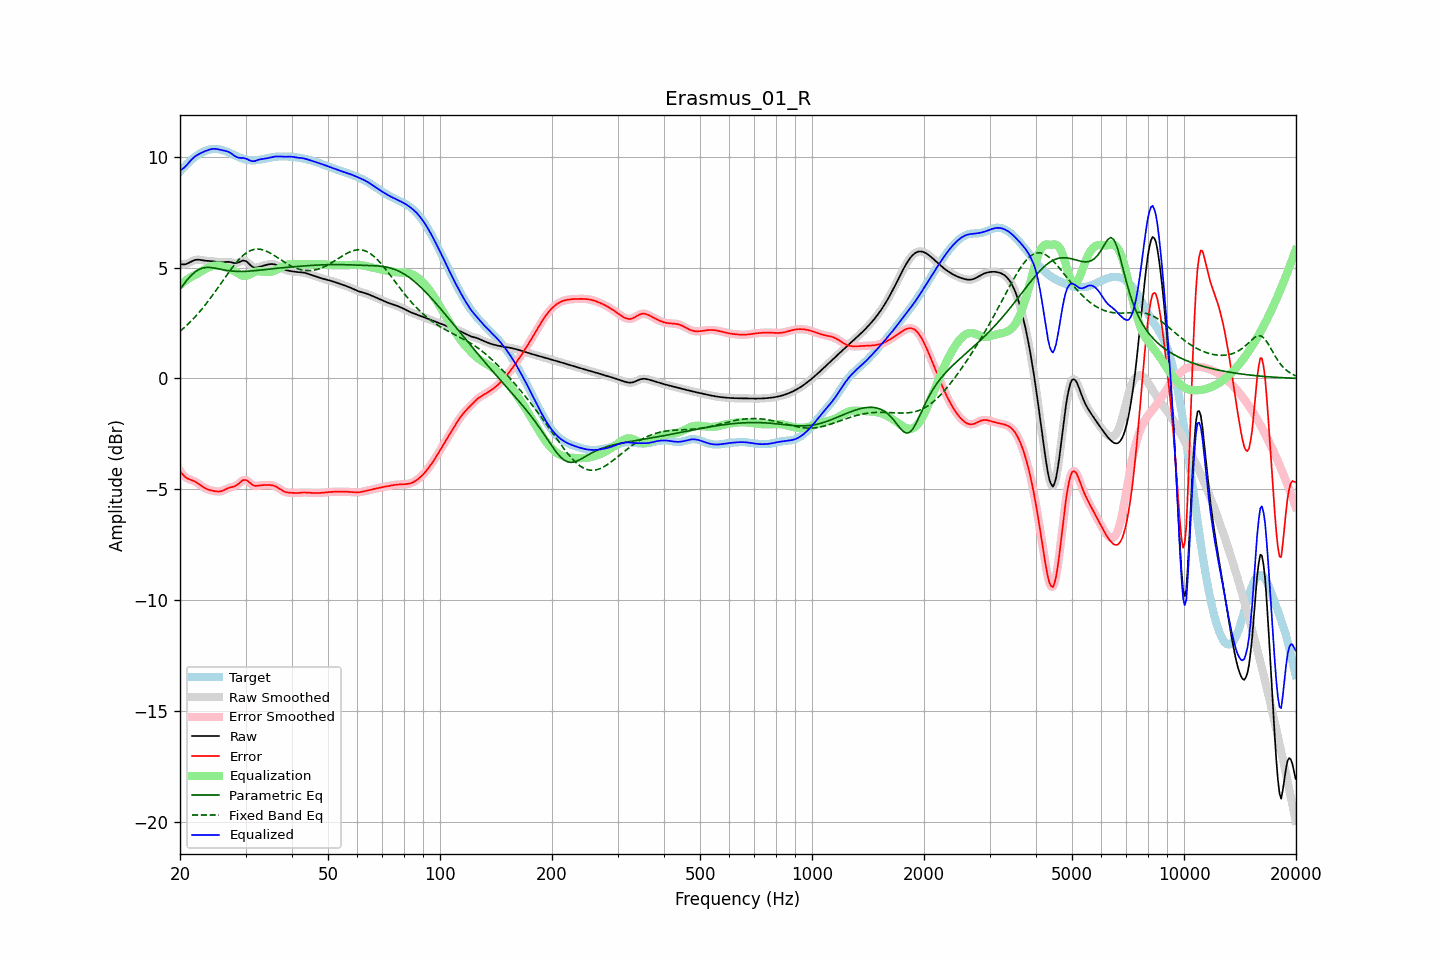 Erasmus_01_R
Amplitude (dBr)
10
5
0
−5
−10
−15
−20
Target
Raw Smoothed
Error Smoothed
Raw
Error
Equalization
Parametric Eq
Fixed Band Eq
Equalized
20 50 100 200 500 1000 2000 5000 10000 20000
Frequency (Hz)